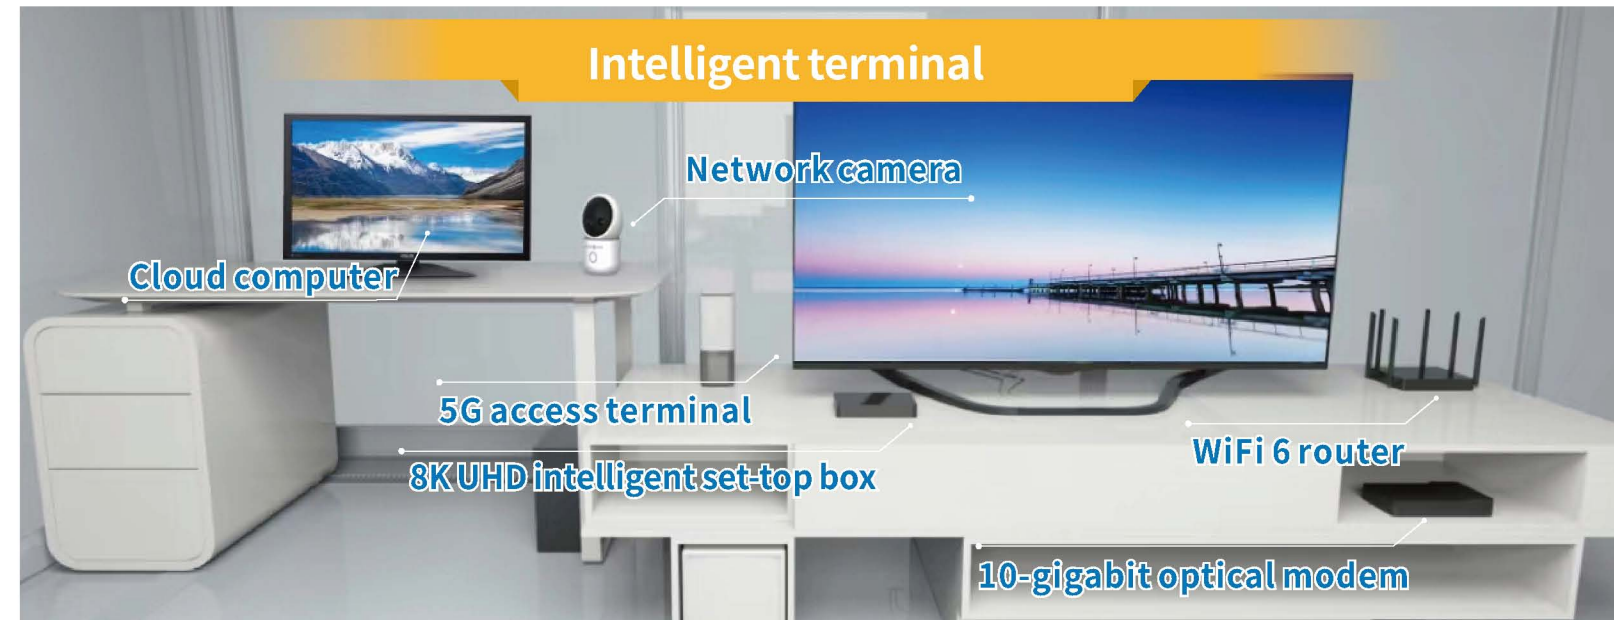 Intelligent terminal
Network camera
Cloud computer
5G access terminal
WiFi 6 router
8K UHD intelligent set-top box
10-gigabit optical modem